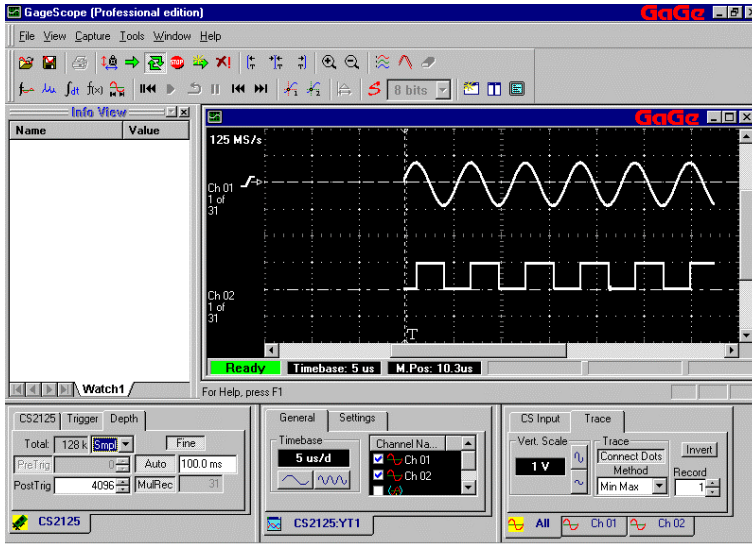 GageScope (Professional edition) GaGe
File View Capture Tools Window Help
∫dt f(x) 8 bits
Info View
Name Value
GaGe
125 MS/s
Ch 01
1 of
31
Ch 02
1 of
31
T
Ready Timebase: 5 us M.Pos: 10.3us
Watch1
For Help, press F1
CS2125 Trigger Depth
Total: 128 k Smpl Fine
PreTrig 0 Auto 100.0 ms
PostTrig 4096 MulRec 31
CS2125
General Settings
Timebase Channel Na...
5 us/d
Ch 01
Ch 02
CS2125:YT1
CS Input Trace
Vert. Scale Trace
1 V
Connect Dots Invert
Method Record
Min Max 1
All Ch 01 Ch 02